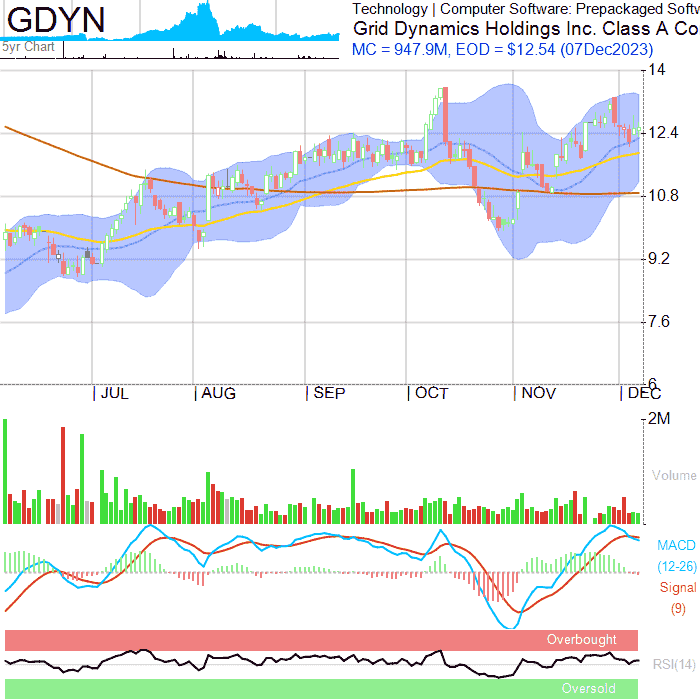 GDYN
5yr Chart
Technology | Computer Software: Prepackaged Softw
Grid Dynamics Holdings Inc. Class A Co
MC = 947.9M, EOD = $12.54 (07Dec2023)
14
12.4
10.8
9.2
7.6
6
JUL AUG SEP OCT NOV DEC
2M
Volume
MACD
(12-26)
Signal
(9)
Overbought
RSI(14)
Oversold